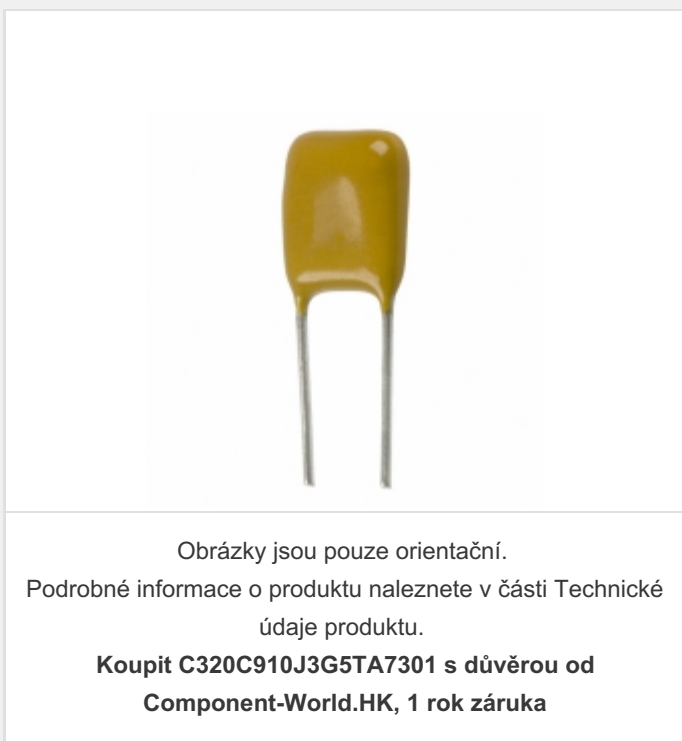 Obrázky jsou pouze orientační.
Podrobné informace o produktu naleznete v části Technické
údaje produktu.
Koupit C320C910J3G5TA7301 s důvěrou od
Component-World.HK, 1 rok záruka